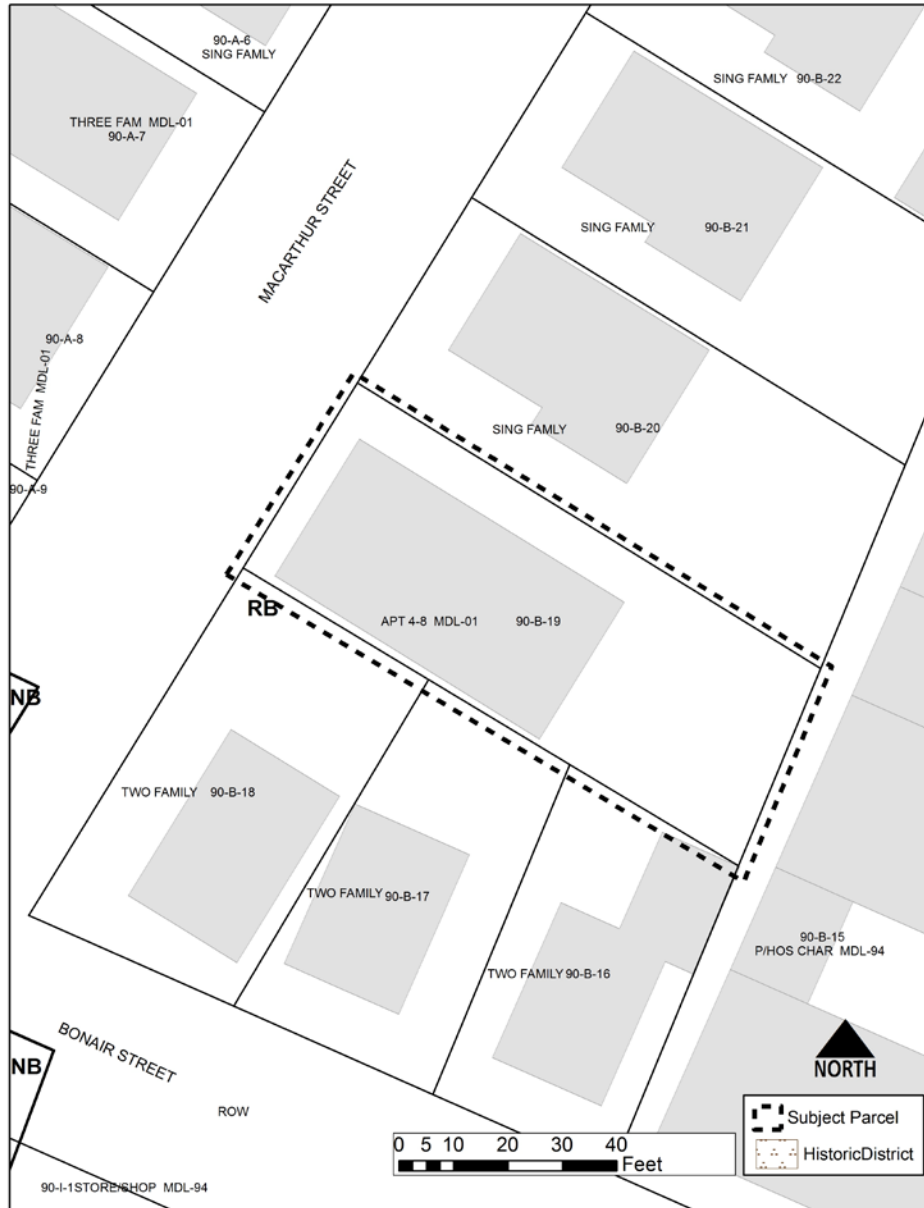 90-A-6
SING FAMLY
SING FAMLY 90-B-22
THREE FAM MDL-01
90-A-7
MACARTHUR STREET
SING FAMLY 90-B-21
90-A-8
THREE FAM MDL-01
SING FAMLY 90-B-20
90-A-9
RB
APT 4-8 MDL-01 90-B-19
NB
TWO FAMILY 90-B-18
TWO FAMILY 90-B-17
90-B-15
P/HOS CHAR MDL-94
TWO FAMILY 90-B-16
BONAIR STREET
NB
NORTH
ROW
Subject Parcel
HistoricDistrict
0 5 10 20 30 40
Feet
90-I-1STORE/SHOP MDL-94